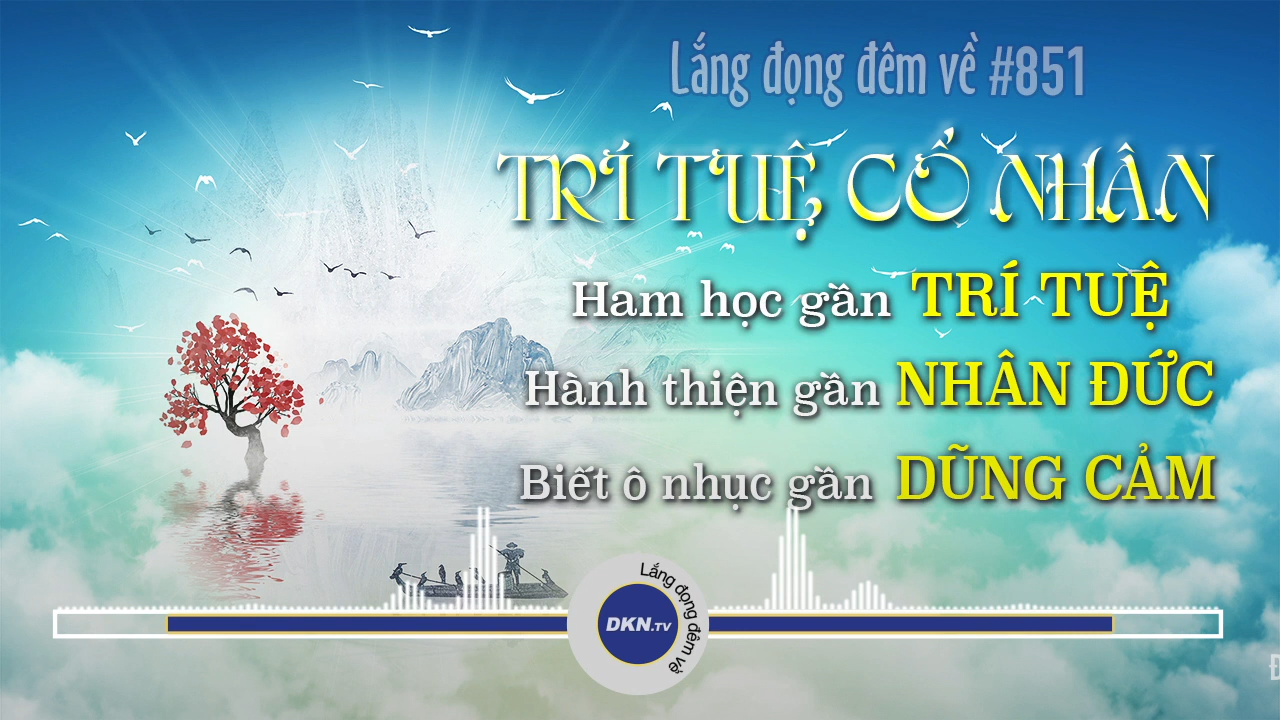 Lắng đọng đêm về #851
TRÍ TUỆ CỔ NHÂN
Ham học gần TRÍ TUỆ
Hành thiện gần NHÂN ĐỨC
Biết ô nhục gần DŨNG CẢM
Lắng đọng đêm về
DKN.TV